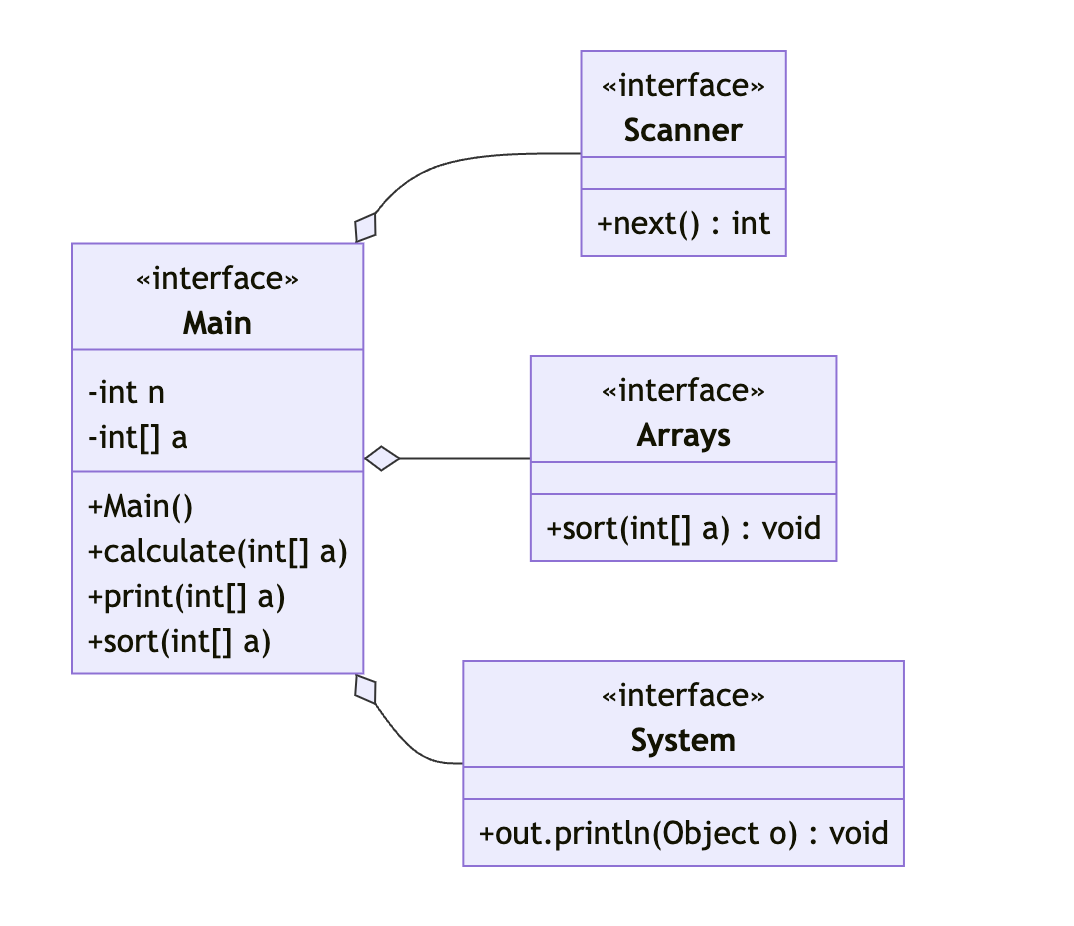 «interface»
Scanner
+next() : int
«interface»
Main
-int n
-int[] a
+Main()
+calculate(int[] a)
+print(int[] a)
+sort(int[] a)
«interface»
Arrays
+sort(int[] a) : void
«interface»
System
+out.println(Object o) : void